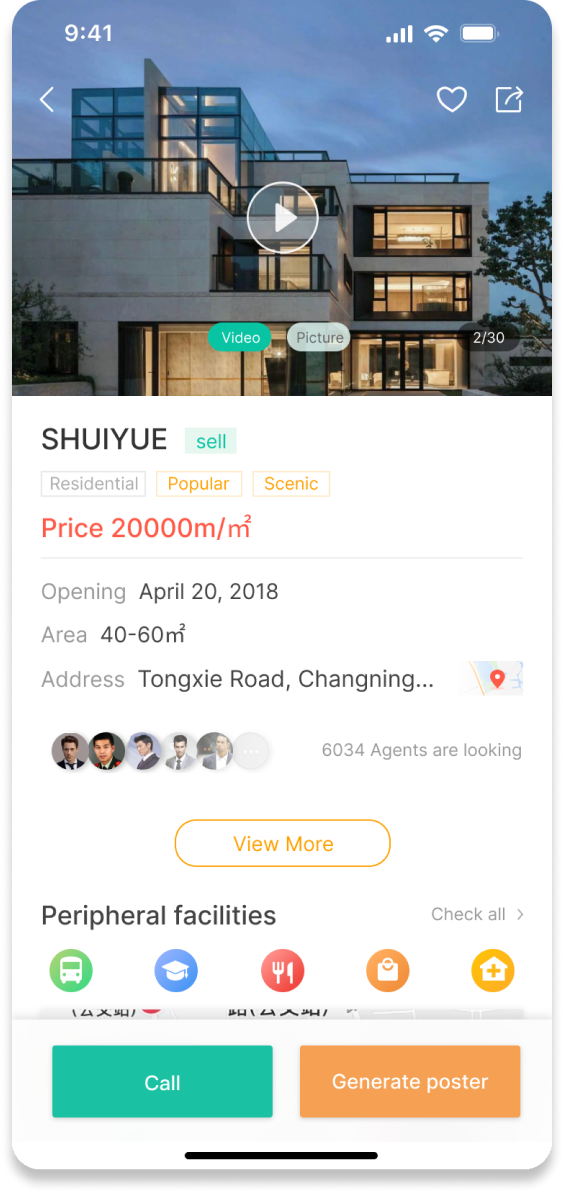 9:41
Video Picture 2/30
SHUIYUE sell
Residential Popular Scenic
Price 20000m/㎡
Opening April 20, 2018
Area 40-60㎡
Address Tongxie Road, Changning...
6034 Agents are looking
View More
Peripheral facilities Check all
Call Generate poster